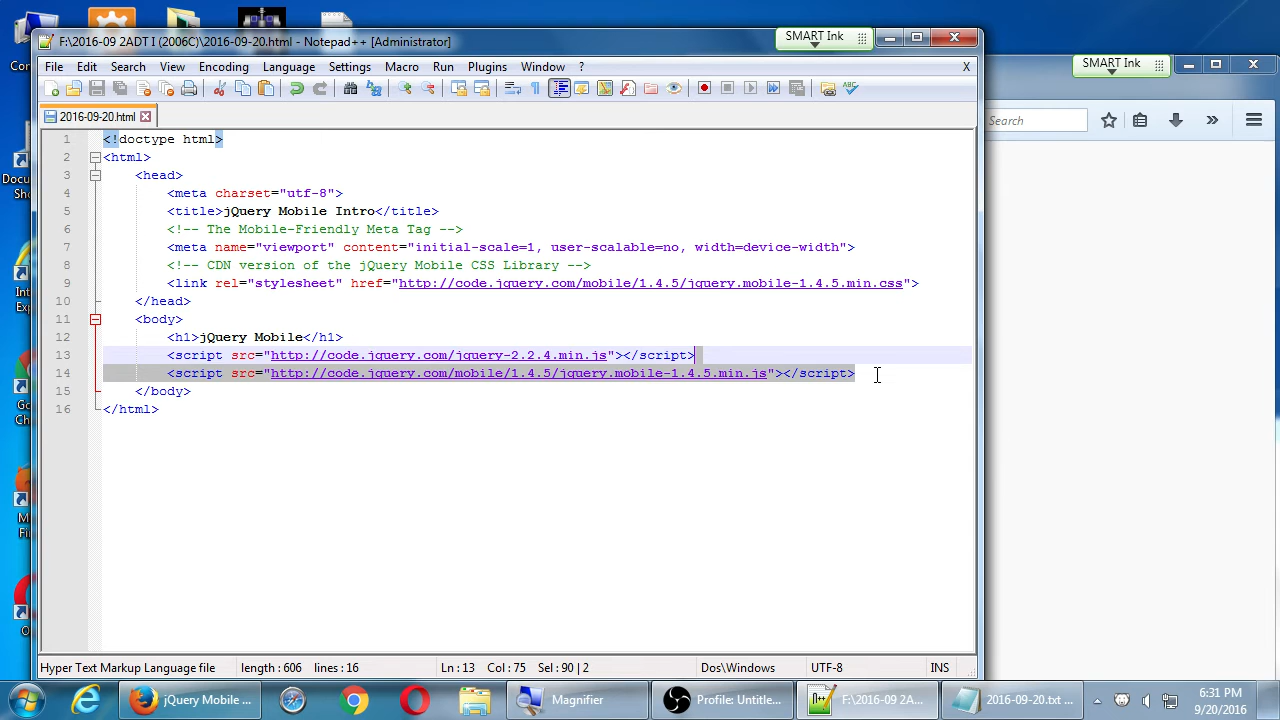 F:\2016-09 2ADT I (2006C)\2016-09-20.html - Notepad++ [Administrator]
SMART Ink
SMART Ink
File Edit Search View Encoding Language Settings Macro Run Plugins Window ? X
Search
2016-09-20.html
1 <!doctype html>
2 <html>
3 <head>
4 <meta charset="utf-8">
5 <title>jQuery Mobile Intro</title>
6 <!-- The Mobile-Friendly Meta Tag -->
7 <meta name="viewport" content="initial-scale=1, user-scalable=no, width=device-width">
8 <!-- CDN version of the jQuery Mobile CSS Library -->
9 <link rel="stylesheet" href="http://code.jquery.com/mobile/1.4.5/jquery.mobile-1.4.5.min.css">
10 </head>
11 <body>
12 <h1>jQuery Mobile</h1>
13 <script src="http://code.jquery.com/jquery-2.2.4.min.js"></script>
14 <script src="http://code.jquery.com/mobile/1.4.5/jquery.mobile-1.4.5.min.js"></script>
15 </body>
16 </html>
Hyper Text Markup Language file length : 606 lines : 16 Ln : 13 Col : 75 Sel : 90 | 2 Dos\Windows UTF-8 INS
jQuery Mobile ... Magnifier Profile: Untitle... F:\2016-09 2A... 2016-09-20.txt ... 6:31 PM
9/20/2016